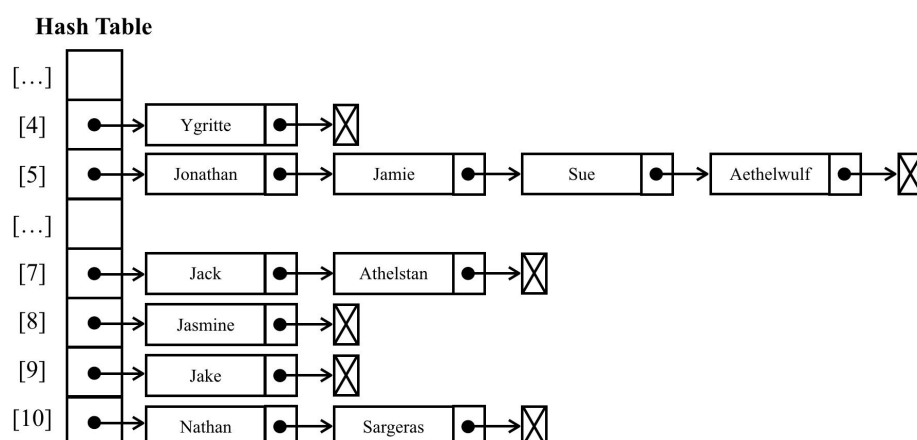 Hash Table
[…]
[4] Ygritte
[5] Jonathan Jamie Sue Aethelwulf
[…]
[7] Jack Athelstan
[8] Jasmine
[9] Jake
[10] Nathan Sargeras